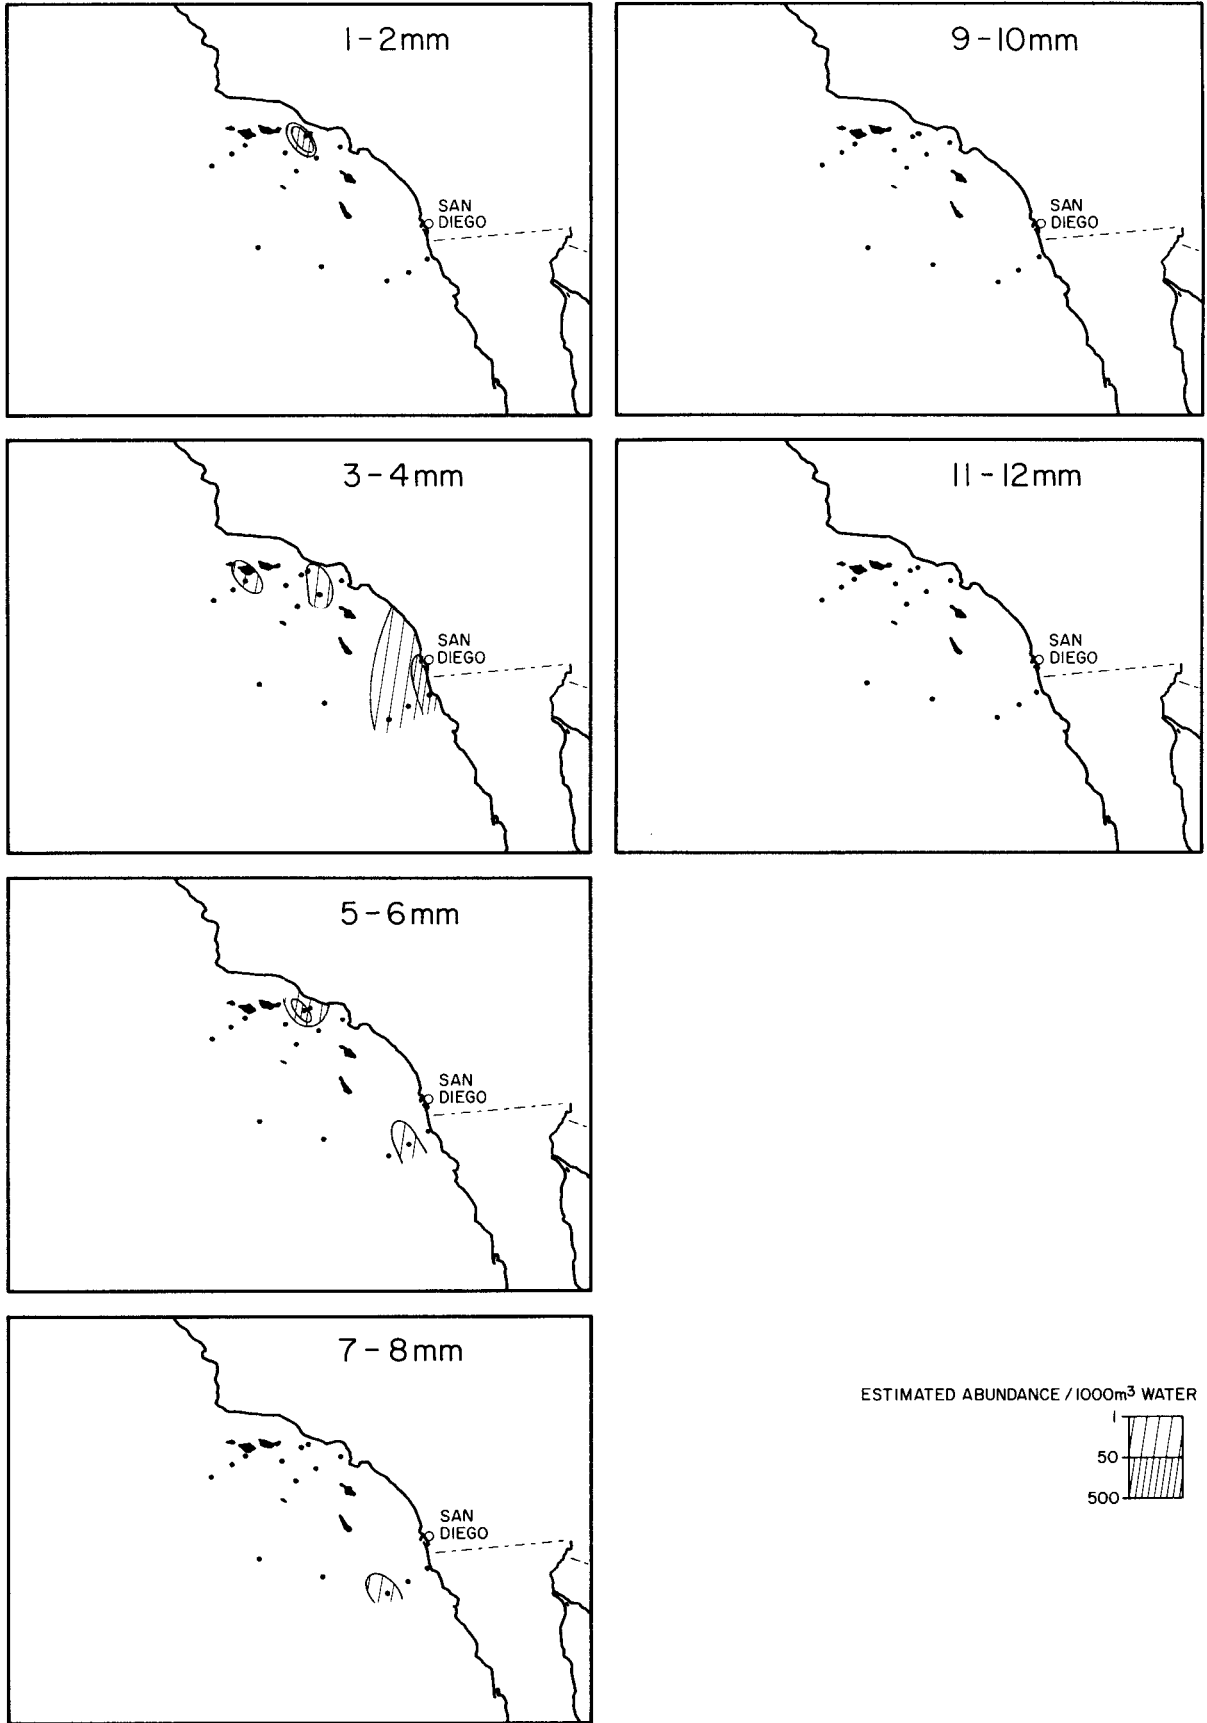 1-2mm
SAN
DIEGO
9-10mm
SAN
DIEGO
3-4mm
SAN
DIEGO
11-12mm
SAN
DIEGO
5-6mm
SAN
DIEGO
7-8mm
SAN
DIEGO
ESTIMATED ABUNDANCE / 1000m³ WATER
1
50
500